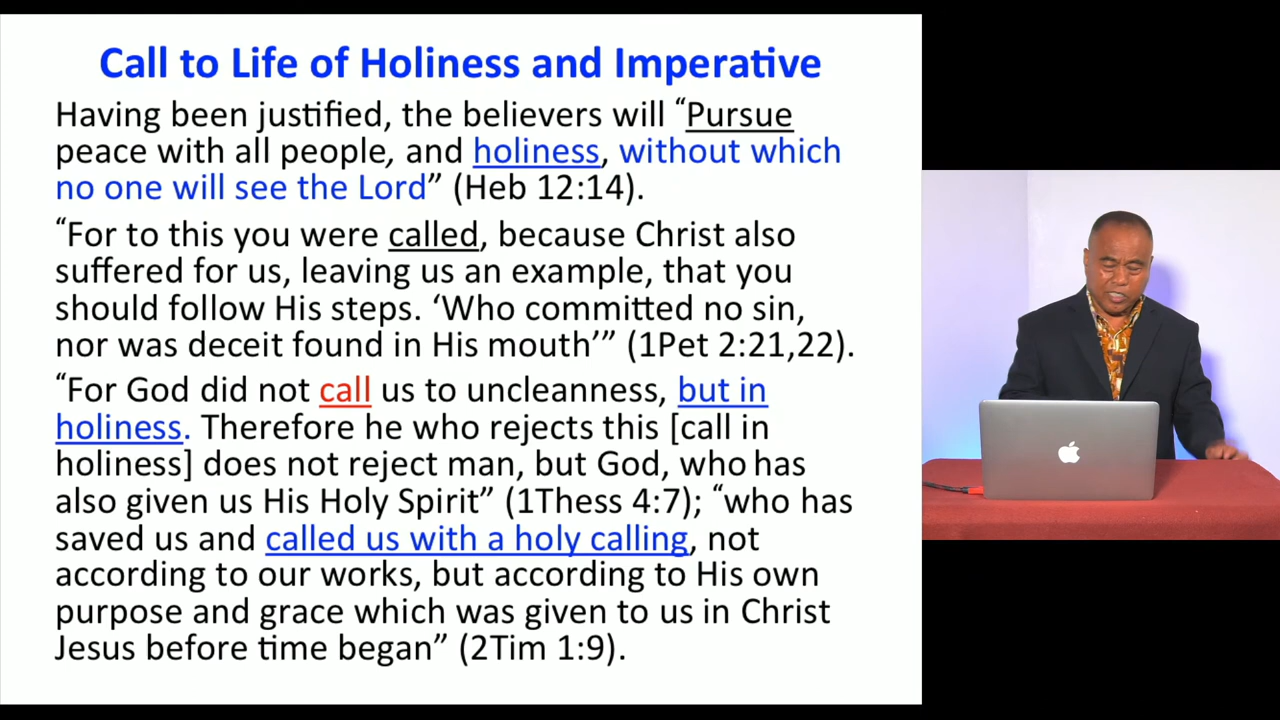 Call to Life of Holiness and Imperative
Having been justified, the believers will “Pursue
peace with all people, and holiness, without which
no one will see the Lord” (Heb 12:14).
“For to this you were called, because Christ also
suffered for us, leaving us an example, that you
should follow His steps. ‘Who committed no sin,
nor was deceit found in His mouth’” (1Pet 2:21,22).
“For God did not call us to uncleanness, but in
holiness. Therefore he who rejects this [call in
holiness] does not reject man, but God, who has
also given us His Holy Spirit” (1Thess 4:7); “who has
saved us and called us with a holy calling, not
according to our works, but according to His own
purpose and grace which was given to us in Christ
Jesus before time began” (2Tim 1:9).